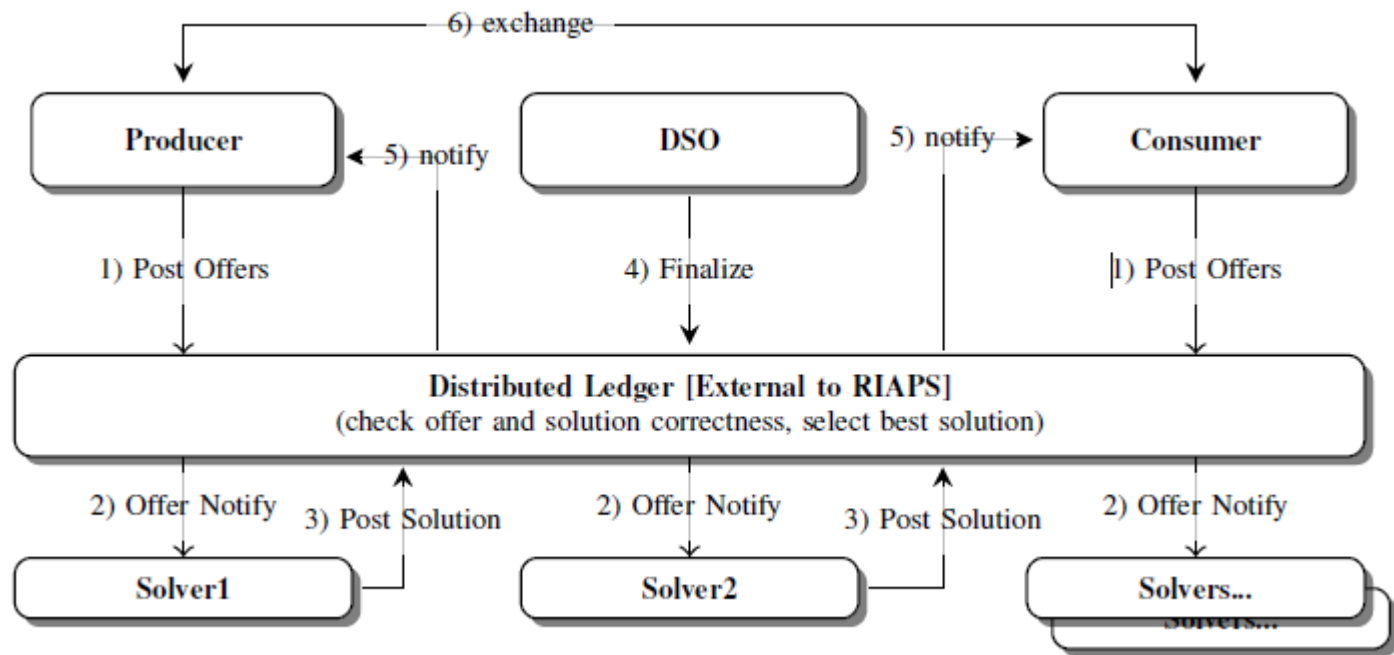 6) exchange
Producer
DSO
Consumer
5) notify
5) notify
1) Post Offers
4) Finalize
1) Post Offers
Distributed Ledger [External to RIAPS]
(check offer and solution correctness, select best solution)
2) Offer Notify
3) Post Solution
2) Offer Notify
3) Post Solution
2) Offer Notify
Solver1
Solver2
Solvers...
Solvers...